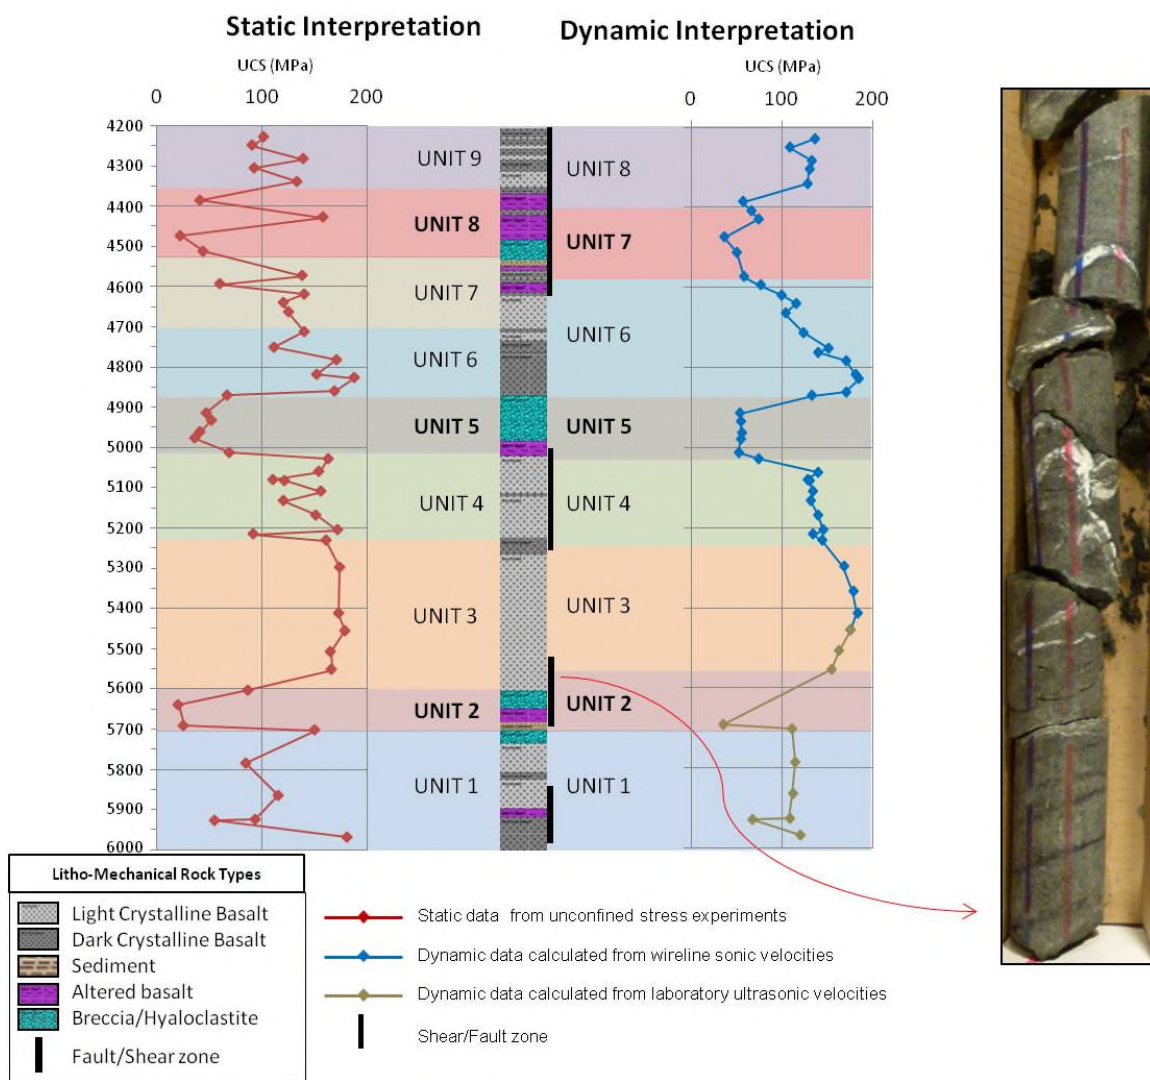 Static Interpretation
Dynamic Interpretation
UCS (MPa)
UCS (MPa)
0 100 200
0 100 200
4200
4300
4400
4500
4600
4700
4800
4900
5000
5100
5200
5300
5400
5500
5600
5700
5800
5900
6000
UNIT 9
UNIT 8
UNIT 7
UNIT 6
UNIT 5
UNIT 4
UNIT 3
UNIT 2
UNIT 1
UNIT 8
UNIT 7
UNIT 6
UNIT 5
UNIT 4
UNIT 3
UNIT 2
UNIT 1
Litho-Mechanical Rock Types
Light Crystalline Basalt
Dark Crystalline Basalt
Sediment
Altered basalt
Breccia/Hyaloclastite
Fault/Shear zone
Static data from unconfined stress experiments
Dynamic data calculated from wireline sonic velocities
Dynamic data calculated from laboratory ultrasonic velocities
Shear/Fault zone